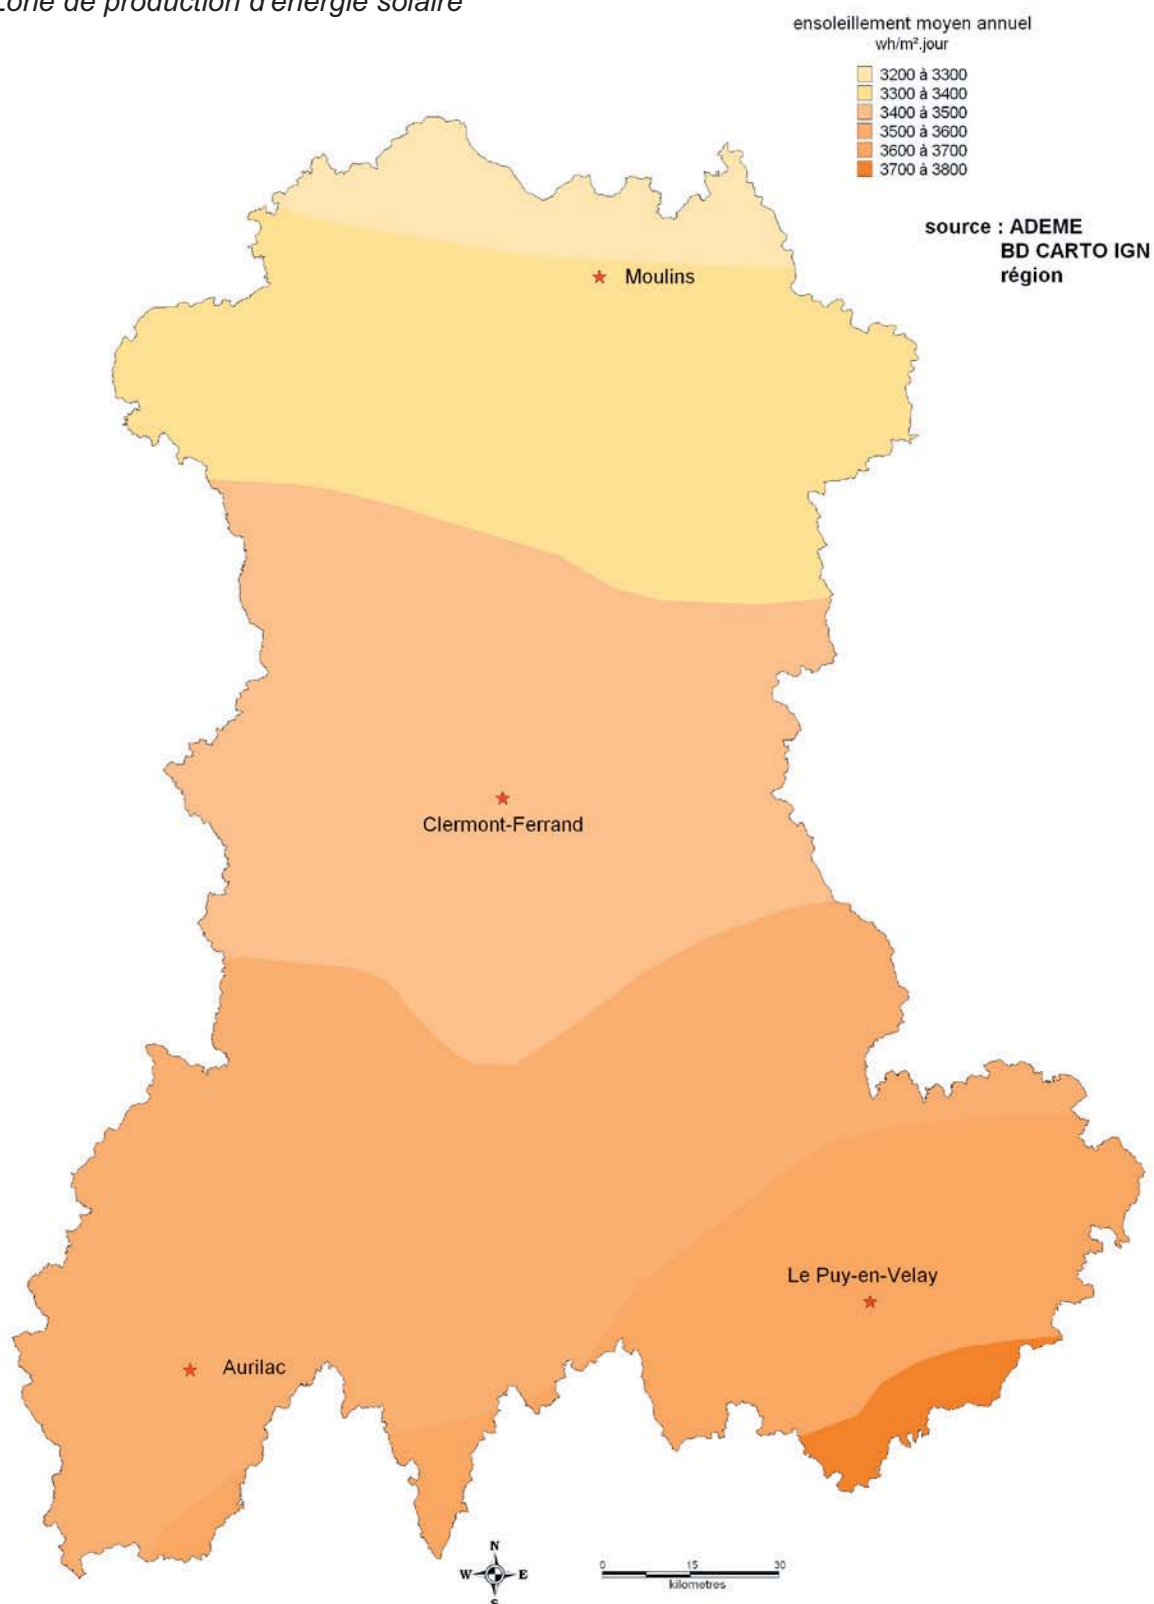 Zone de production d'énergie solaire
ensoleillement moyen annuel
wh/m².jour
3200 à 3300
3300 à 3400
3400 à 3500
3500 à 3600
3600 à 3700
3700 à 3800
source : ADEME
BD CARTO IGN
région
Moulins
Clermont-Ferrand
Le Puy-en-Velay
Aurilac
N
W E
S
0 15 30
kilometres